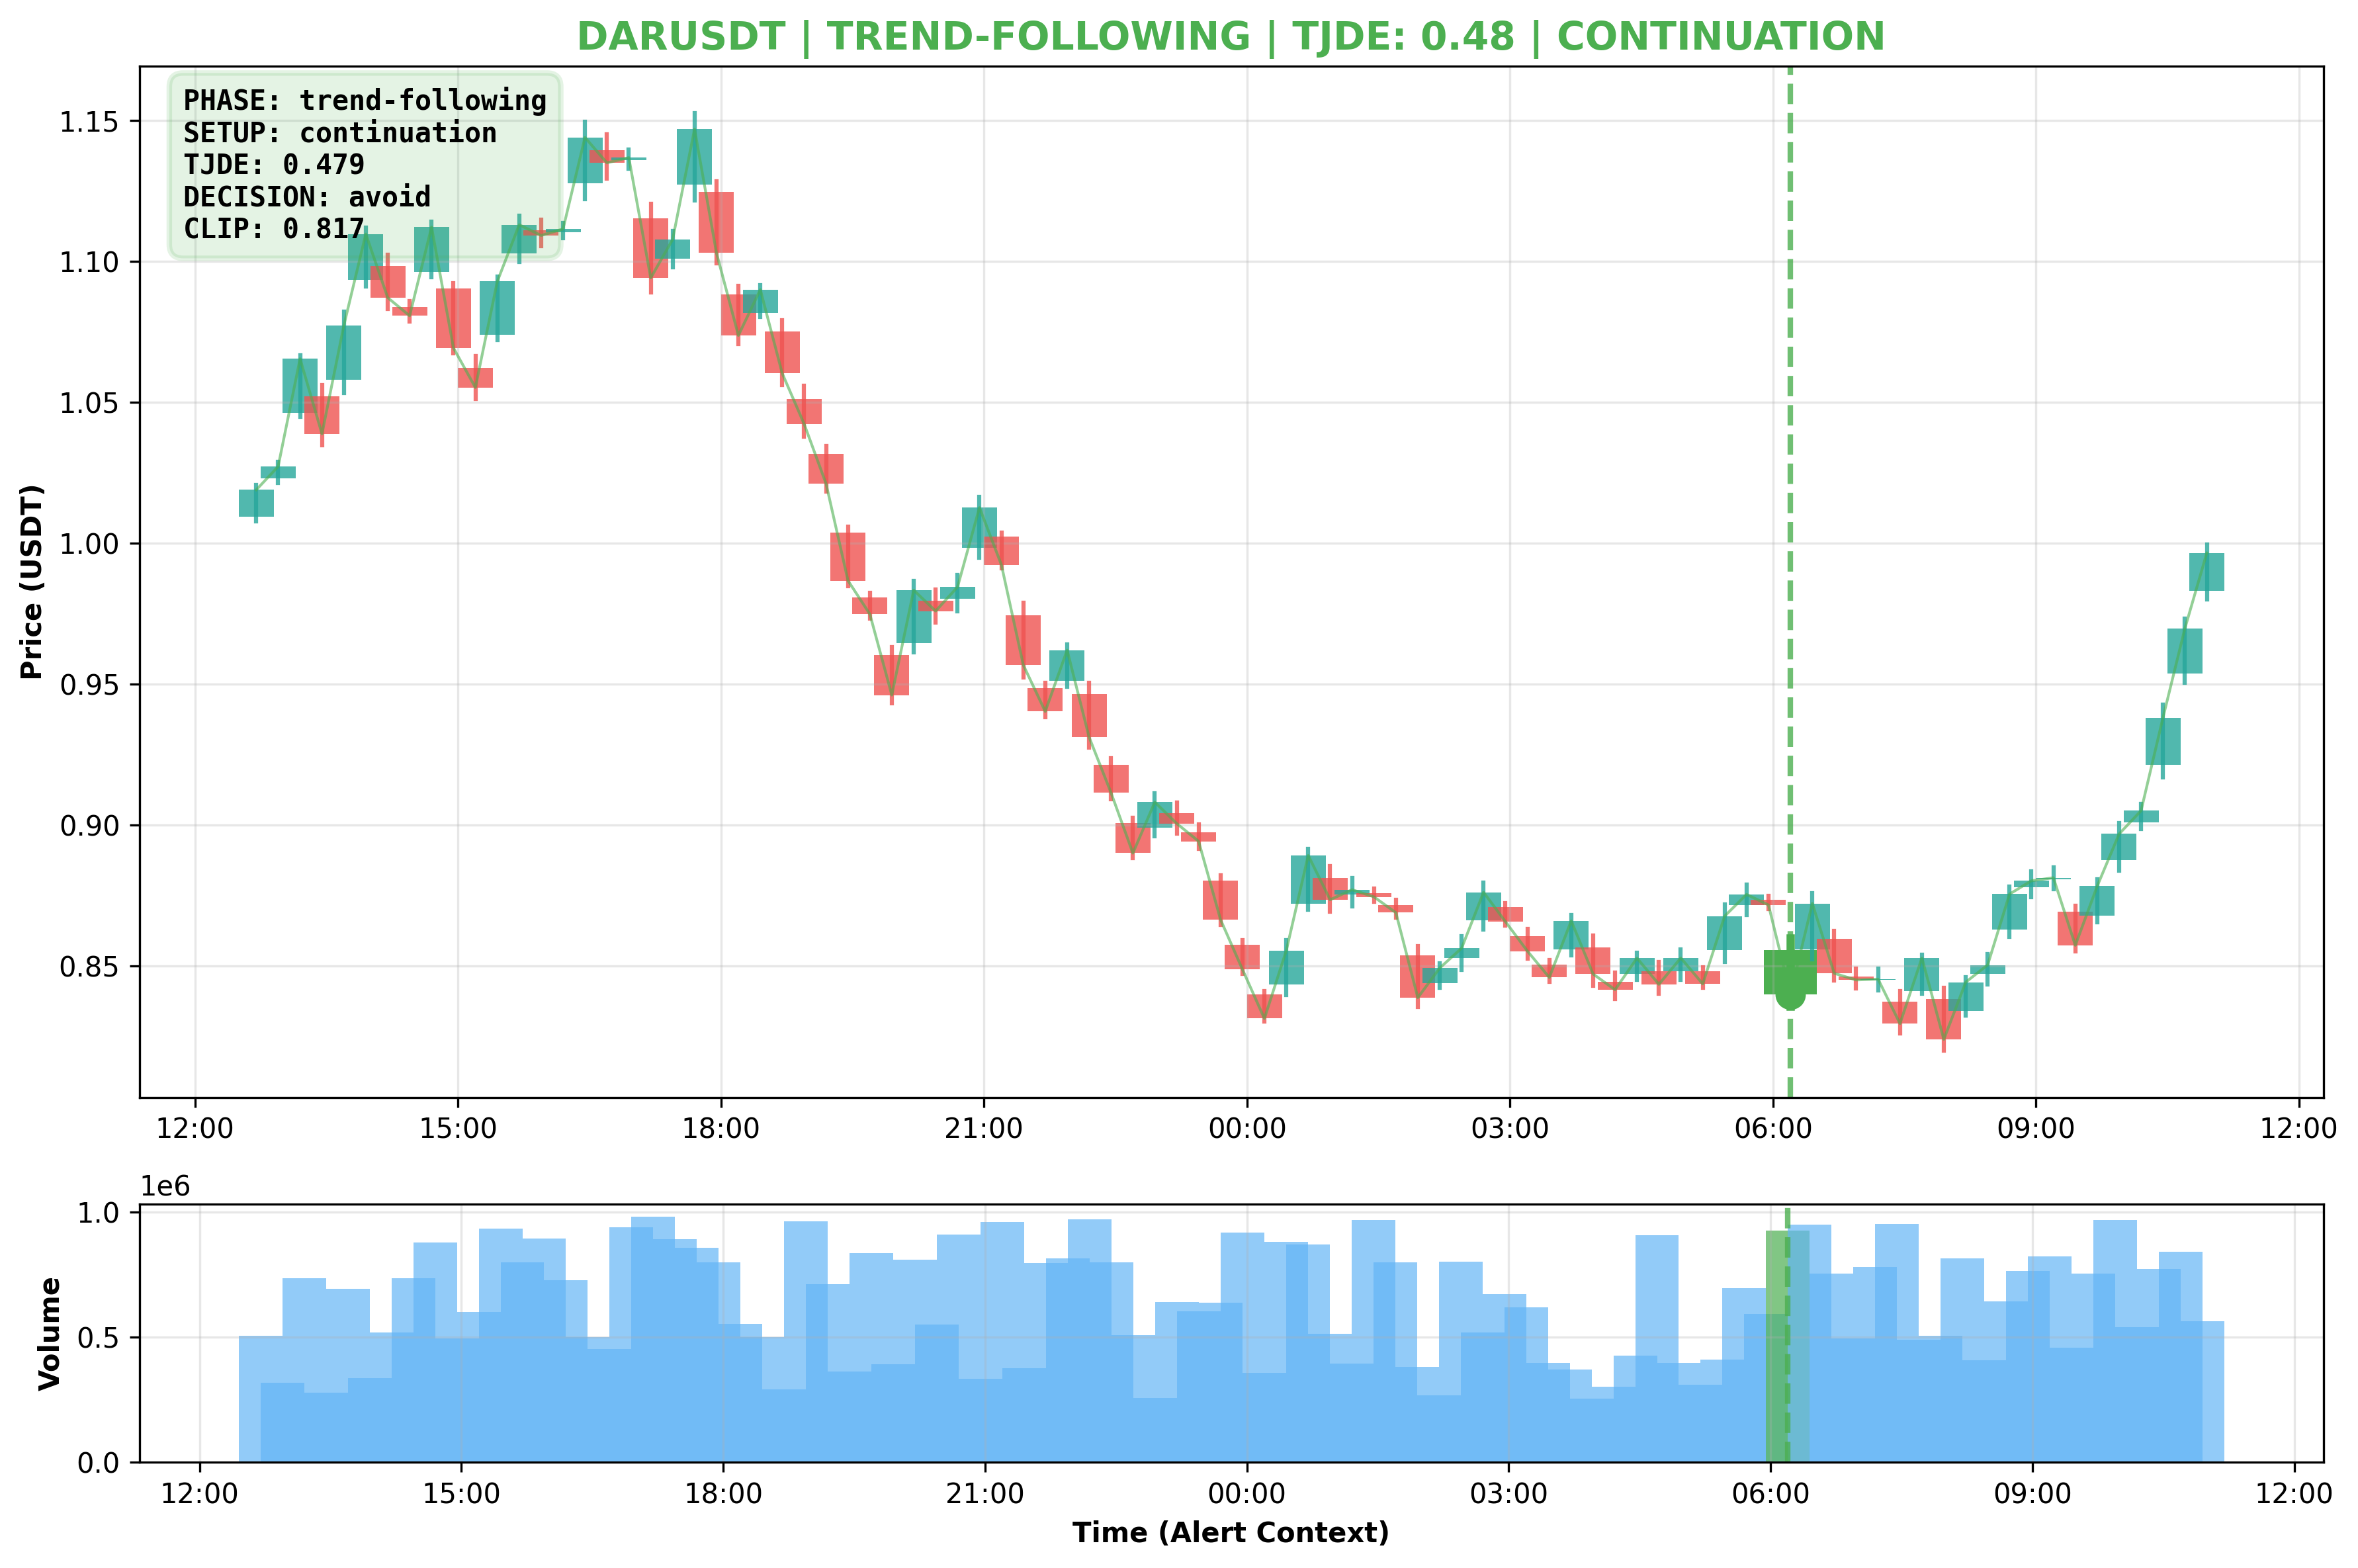 DARUSDT | TREND-FOLLOWING | TJDE: 0.48 | CONTINUATION
PHASE: trend-following
SETUP: continuation
TJDE: 0.479
DECISION: avoid
CLIP: 0.817
Price (USDT)
1.15
1.10
1.05
1.00
0.95
0.90
0.85
12:00 15:00 18:00 21:00 00:00 03:00 06:00 09:00 12:00
1e6
Volume
1.0
0.5
0.0
12:00 15:00 18:00 21:00 00:00 03:00 06:00 09:00 12:00
Time (Alert Context)